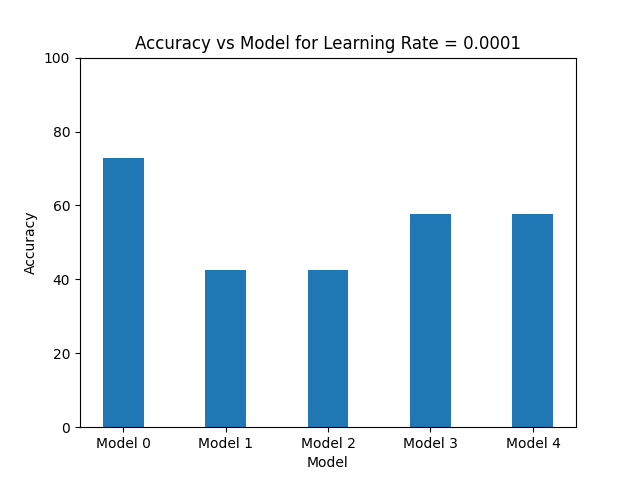 Accuracy vs Model for Learning Rate = 0.0001
100
80
60
40
20
0
Accuracy
Model 0 Model 1 Model 2 Model 3 Model 4
Model